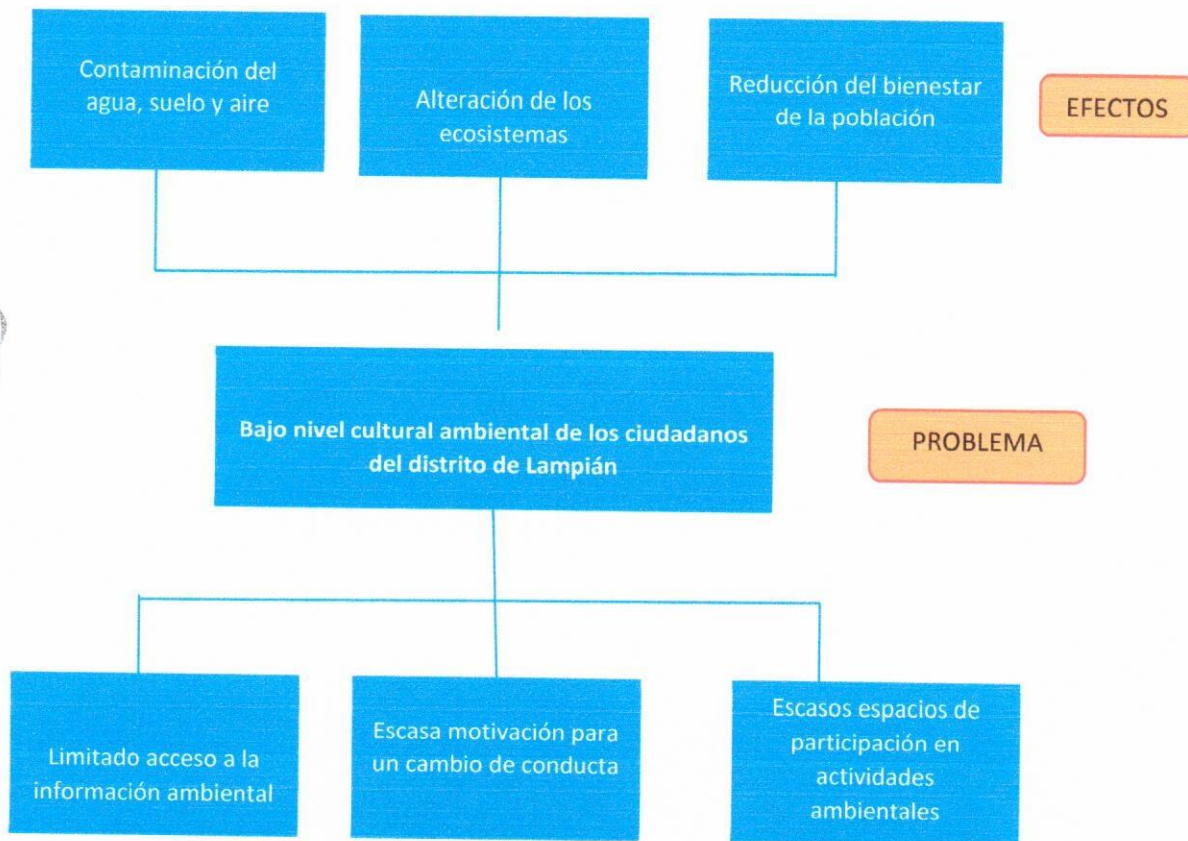 Contaminación del
agua, suelo y aire
Alteración de los
ecosistemas
Reducción del bienestar
de la población
EFECTOS
Bajo nivel cultural ambiental de los ciudadanos
del distrito de Lampián
PROBLEMA
Limitado acceso a la
información ambiental
Escasa motivación para
un cambio de conducta
Escasos espacios de
participación en
actividades
ambientales